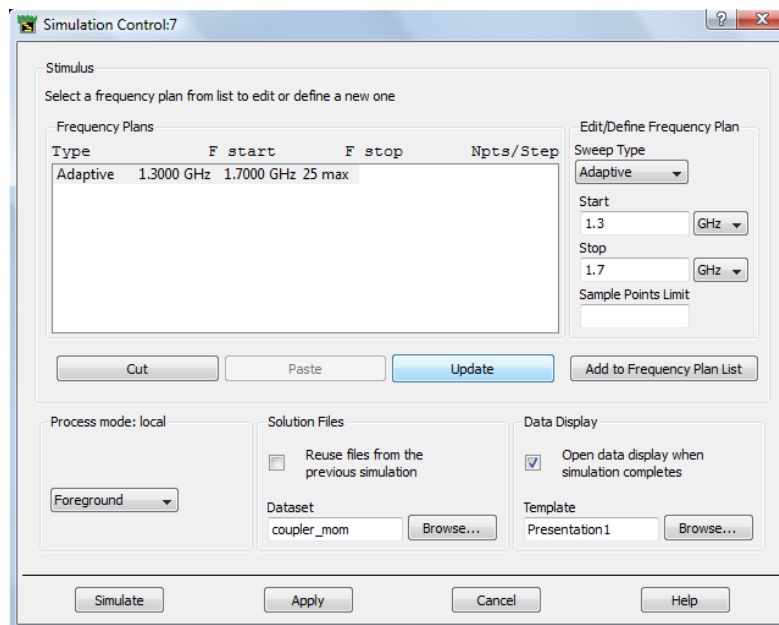 Simulation Control:7
Stimulus
Select a frequency plan from list to edit or define a new one
Frequency Plans
Type F start F stop Npts/Step
Adaptive 1.3000 GHz 1.7000 GHz 25 max
Edit/Define Frequency Plan
Sweep Type
Adaptive
Start
1.3 GHz
Stop
1.7 GHz
Sample Points Limit
Cut Paste Update Add to Frequency Plan List
Process mode: local
Foreground
Solution Files
Reuse files from the
previous simulation
Dataset
coupler_mom Browse...
Data Display
Open data display when
simulation completes
Template
Presentation1 Browse...
Simulate Apply Cancel Help